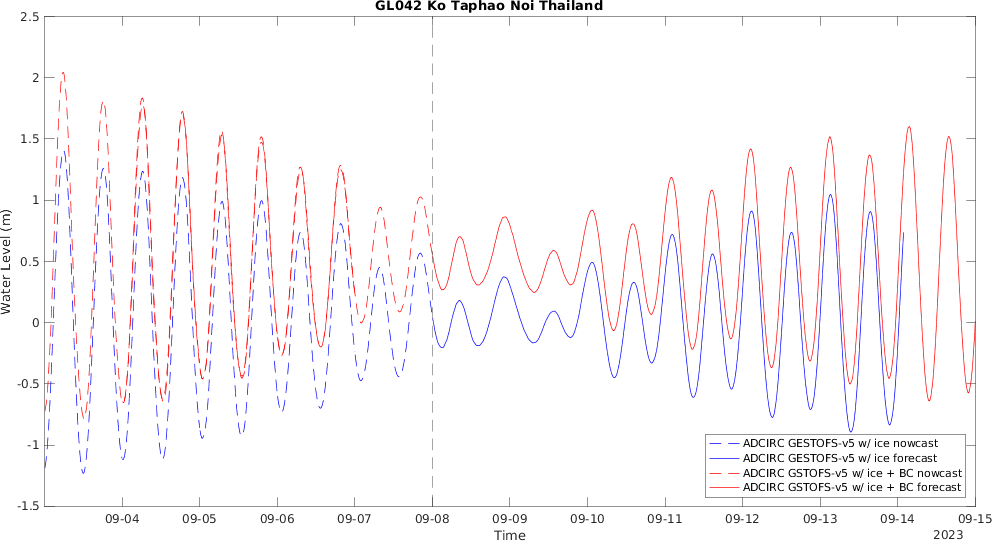 GL042 Ko Taphao Noi Thailand
2.5
2
1.5
1
0.5
0
-0.5
-1
-1.5
Water Level (m)
ADCIRC GESTOFS-v5 w/ ice nowcast
ADCIRC GESTOFS-v5 w/ ice forecast
ADCIRC GSTOFS-v5 w/ ice + BC nowcast
ADCIRC GSTOFS-v5 w/ ice + BC forecast
09-04 09-05 09-06 09-07 09-08 09-09 09-10 09-11 09-12 09-13 09-14 09-15
Time
2023